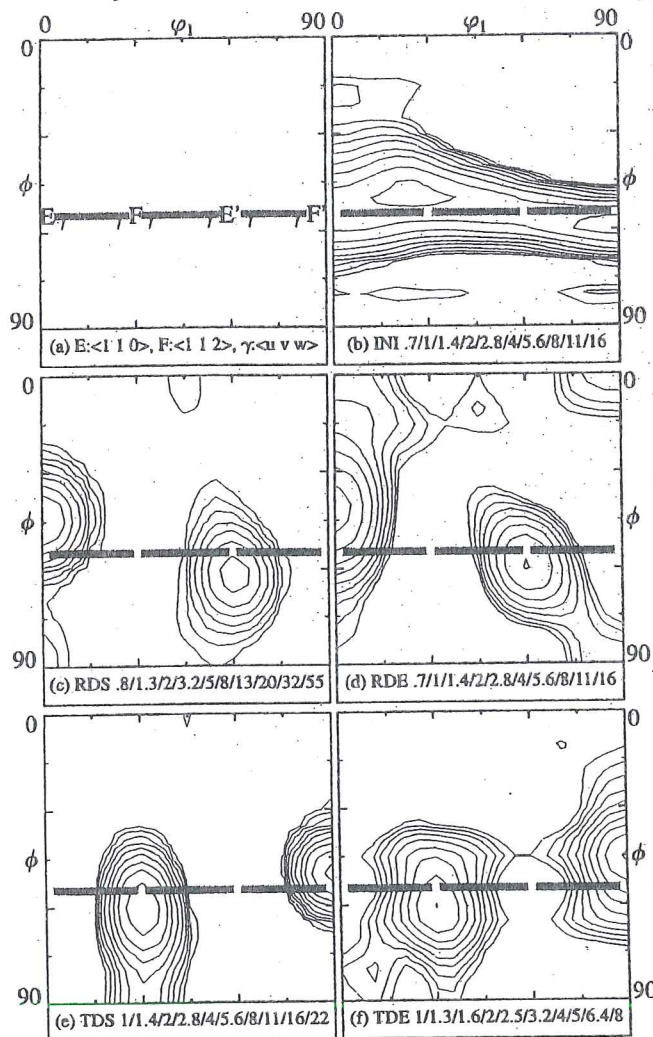 0 φ₁ 90 φ₁ 90
0 0
ϕ ϕ
E F E' F'
90 90
(a) E:<1 1 0>, F:<1 1 2>, γ:<u v w>
(b) INI .7/1/1.4/2/2.8/4/5.6/8/11/16
0 0
ϕ ϕ
90 90
(c) RDS .8/1.3/2/3.2/5/8/13/20/32/55
(d) RDE .7/1/1.4/2/2.8/4/5.6/8/11/16
0 0
ϕ ϕ
90 90
(e) TDS 1/1.4/2/2.8/4/5.6/8/11/16/22
(f) TDE 1/1.3/1.6/2/2.5/3.2/4/5/6.4/8